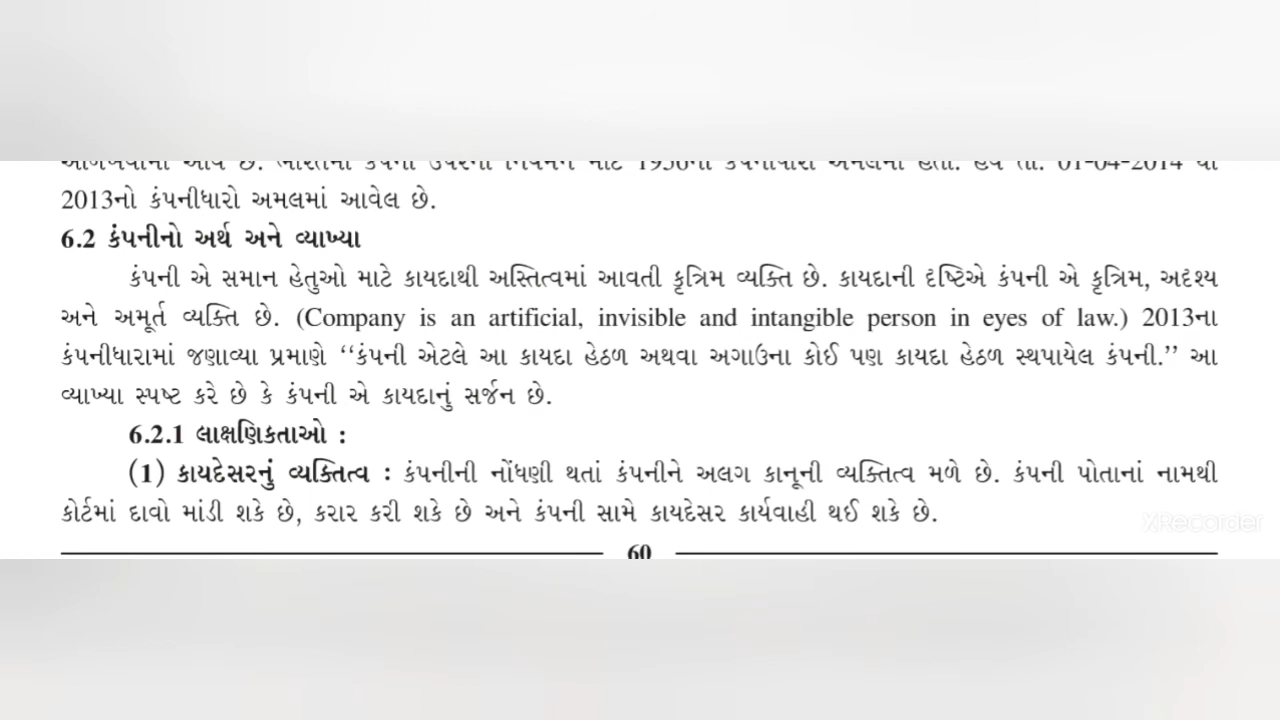 2013નો કંપનીધારો અમલમાં આવેલ છે.
6.2 કંપનીનો અર્થ અને વ્યાખ્યા
કંપની એ સમાન હેતુઓ માટે કાયદાથી અસ્તિત્વમાં આવતી કૃત્રિમ વ્યક્તિ છે. કાયદાની દૃષ્ટિએ કંપની એ કૃત્રિમ, અદૃશ્ય
અને અમૂર્ત વ્યક્તિ છે. (Company is an artificial, invisible and intangible person in eyes of law.) 2013ના
કંપનીધારામાં જણાવ્યા પ્રમાણે ‘‘કંપની એટલે આ કાયદા હેઠળ અથવા અગાઉના કોઈ પણ કાયદા હેઠળ સ્થપાયેલ કંપની.’’ આ
વ્યાખ્યા સ્પષ્ટ કરે છે કે કંપની એ કાયદાનું સર્જન છે.
6.2.1 લાક્ષણિકતાઓ :
(1) કાયદેસરનું વ્યક્તિત્વ : કંપનીની નોંધણી થતાં કંપનીને અલગ કાનૂની વ્યક્તિત્વ મળે છે. કંપની પોતાનાં નામથી
કોર્ટમાં દાવો માંડી શકે છે, કરાર કરી શકે છે અને કંપની સામે કાયદેસર કાર્યવાહી થઈ શકે છે.
XRecorder
60